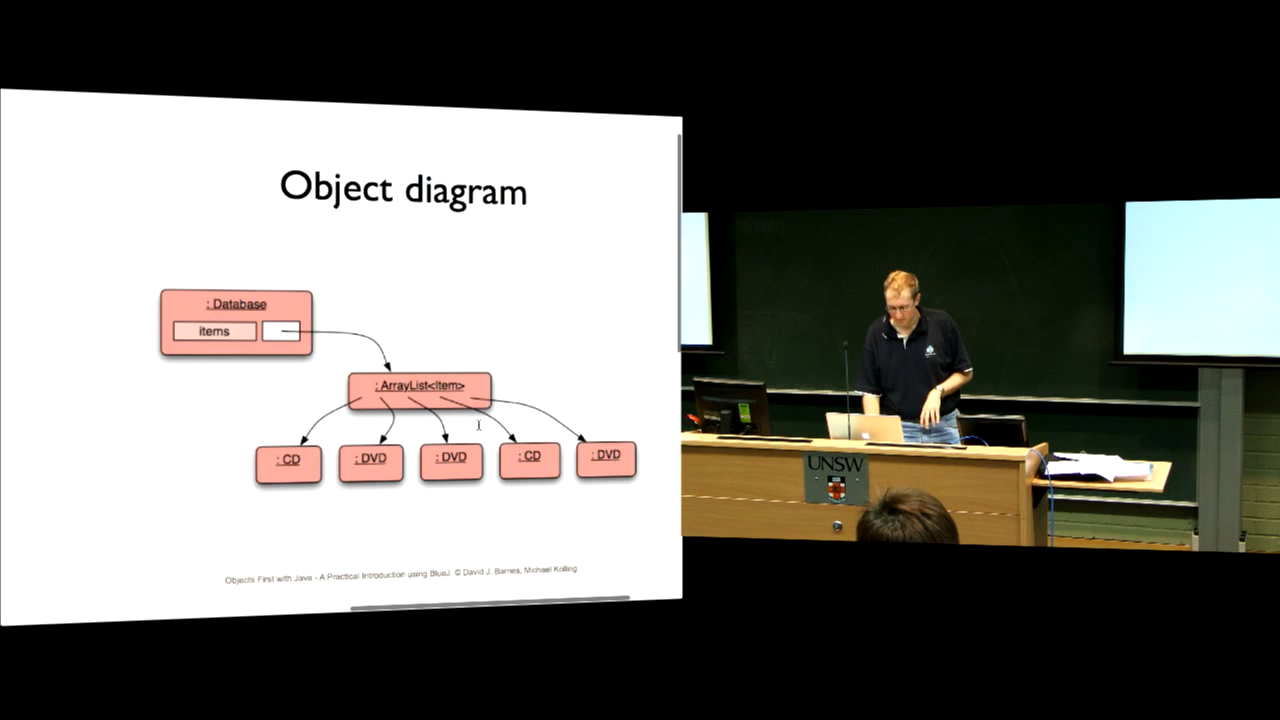 Object diagram
: Database
items
: ArrayList<Item>
: CD
: DVD
: DVD
: CD
: DVD
Objects First with Java - A Practical Introduction using BlueJ. © David J. Barnes, Michael Kölling
UNSW